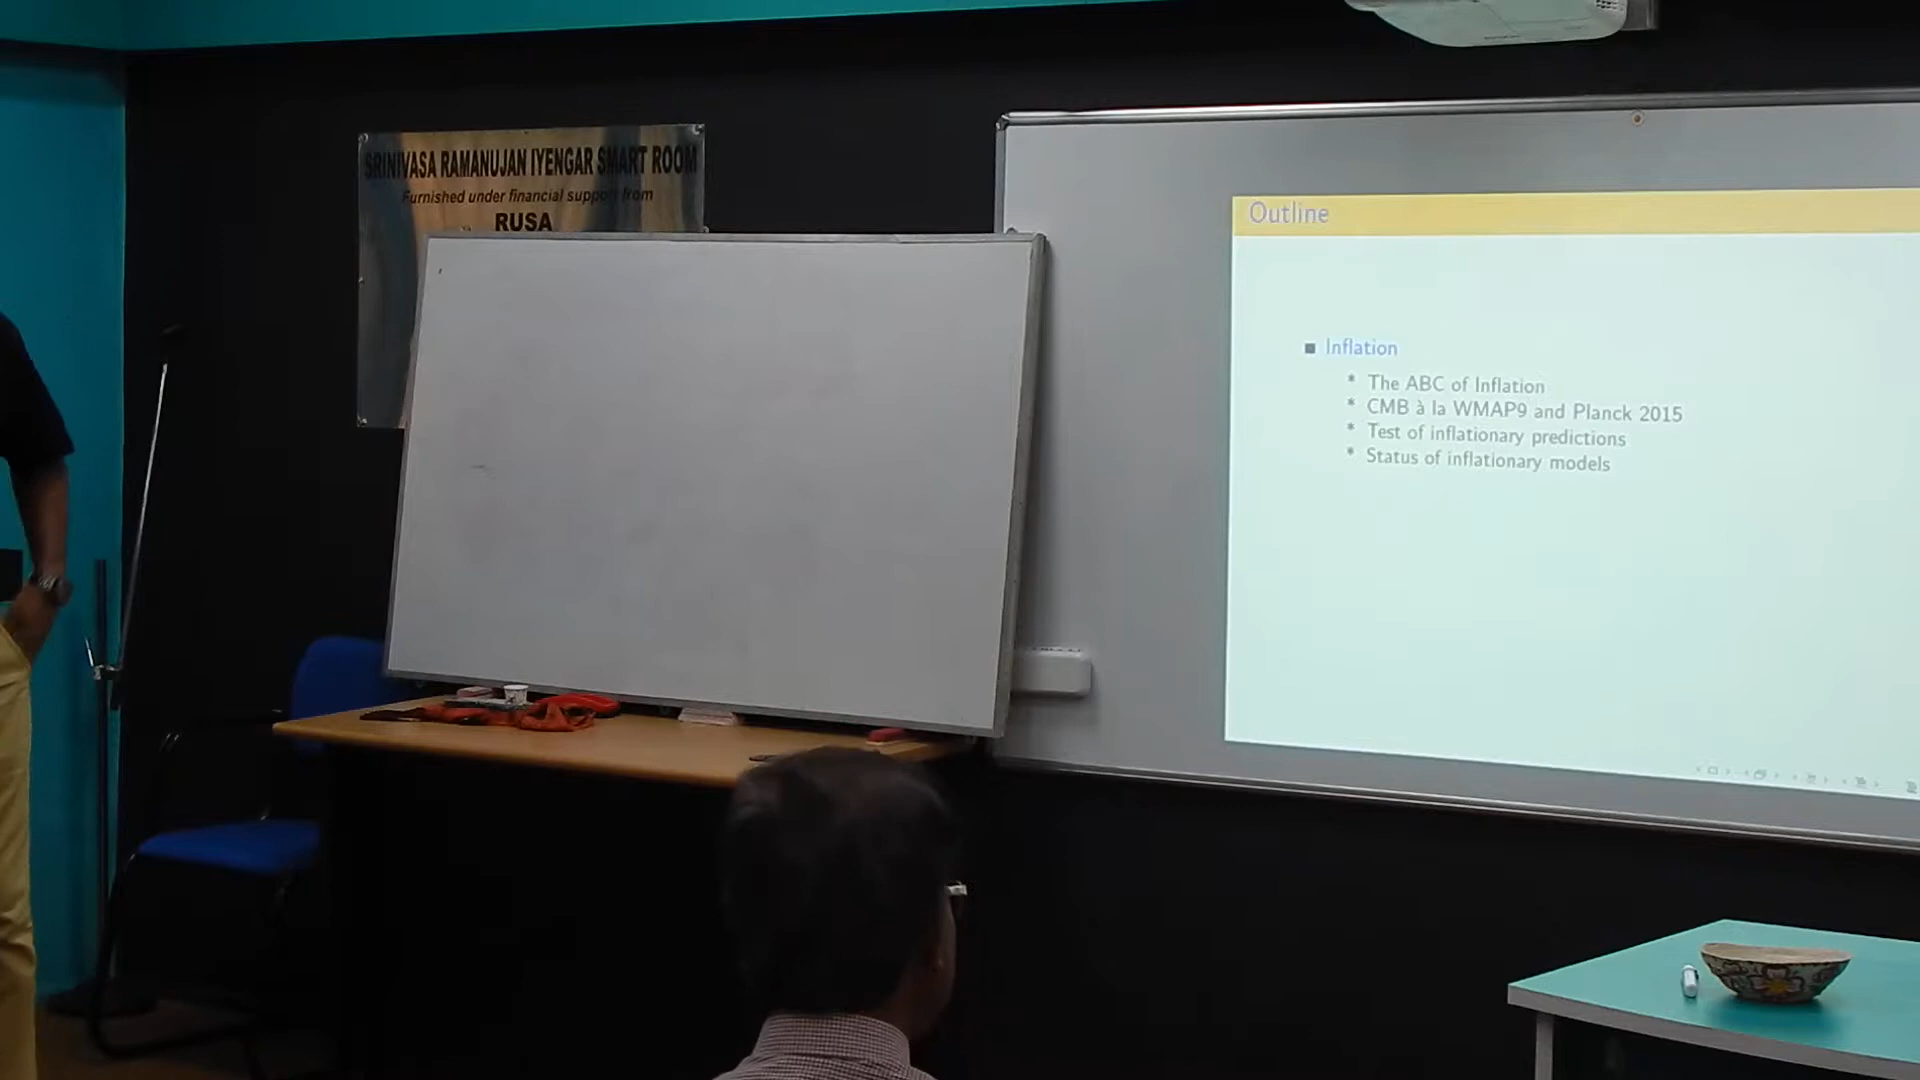 SRINIVASA RAMANUJAN IYENGAR SMART ROOM
Furnished under financial support from
RUSA
Outline
Inflation
* The ABC of Inflation
* CMB à la WMAP9 and Planck 2015
* Test of inflationary predictions
* Status of inflationary models